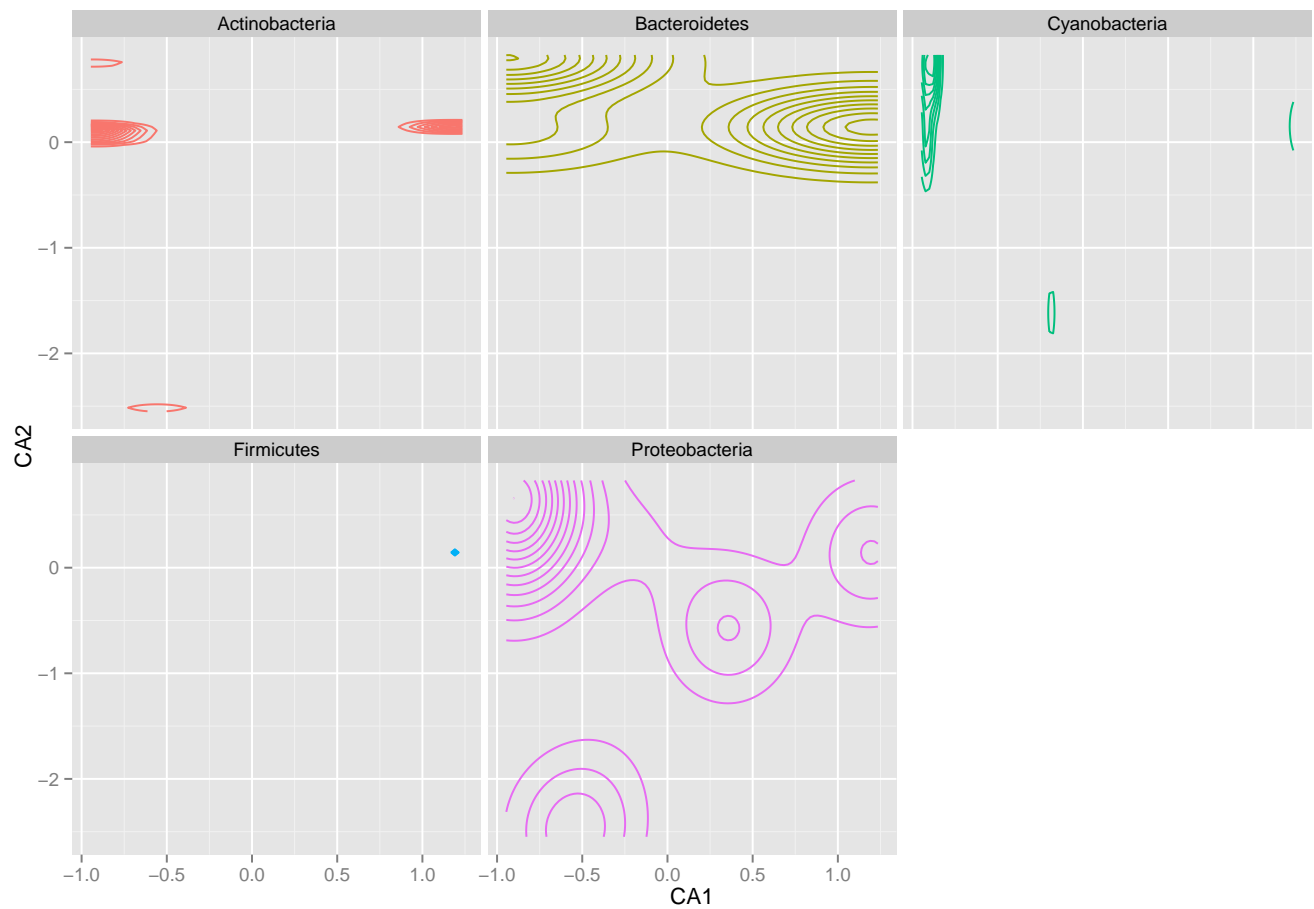 Actinobacteria Bacteroidetes Cyanobacteria
0
−1
−2
CA2
Firmicutes Proteobacteria
0
−1
−2
−1.0 −0.5 0.0 0.5 1.0 −1.0 −0.5 0.0 0.5 1.0
CA1